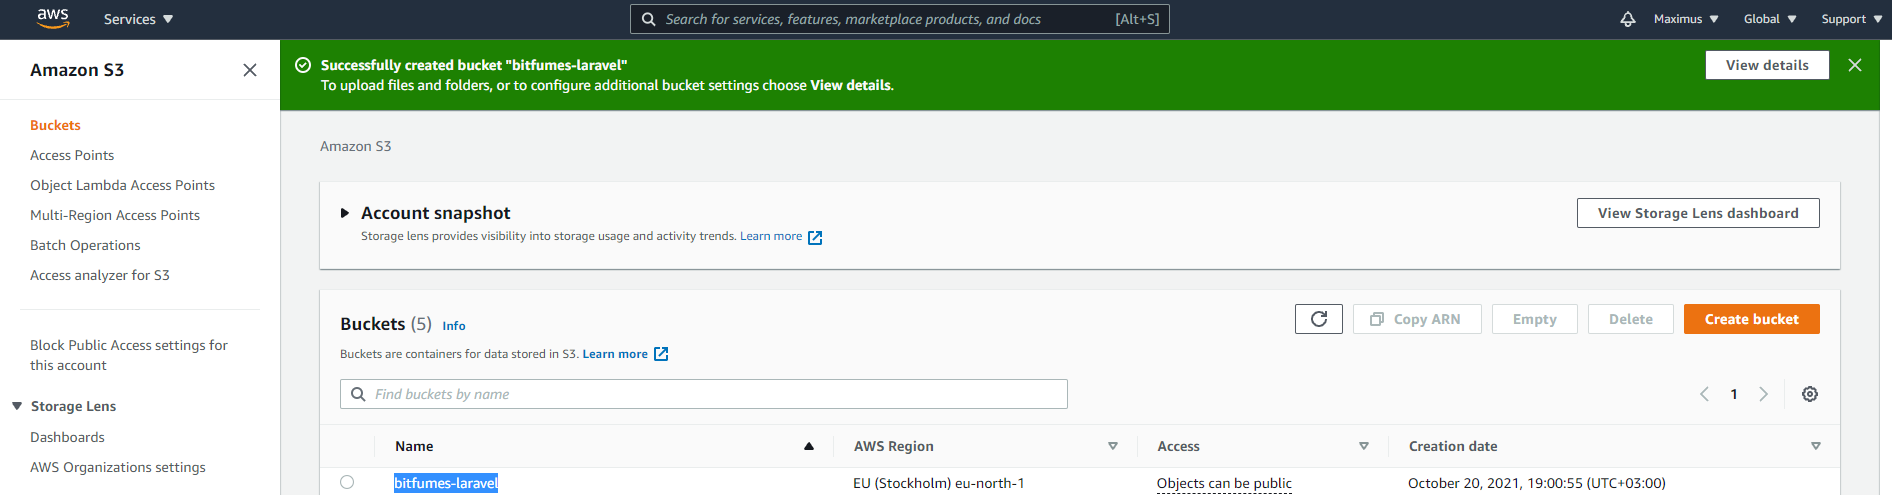 aws Services Search for services, features, marketplace products, and docs [Alt+S] Maximus Global Support
Amazon S3
Successfully created bucket "bitfumes-laravel"
To upload files and folders, or to configure additional bucket settings choose View details.
View details
Buckets
Access Points
Object Lambda Access Points
Multi-Region Access Points
Batch Operations
Access analyzer for S3
Block Public Access settings for
this account
Storage Lens
Dashboards
AWS Organizations settings
Amazon S3
Account snapshot
Storage lens provides visibility into storage usage and activity trends. Learn more
View Storage Lens dashboard
Buckets (5) Info
Buckets are containers for data stored in S3. Learn more
Copy ARN Empty Delete Create bucket
Find buckets by name
1
Name AWS Region Access Creation date
bitfumes-laravel EU (Stockholm) eu-north-1 Objects can be public October 20, 2021, 19:00:55 (UTC+03:00)